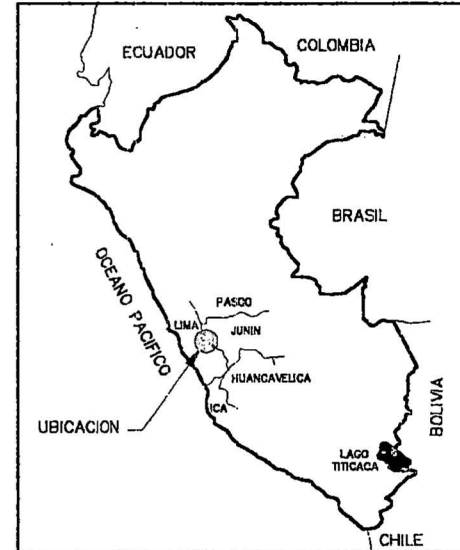 COLOMBIA
ECUADOR
BRASIL
OCEANO PACIFICO
PASCO
LIMA
JUNIN
HUANCAVELICA
ICA
UBICACION
BOLIVIA
LAGO
TITICACA
CHILE